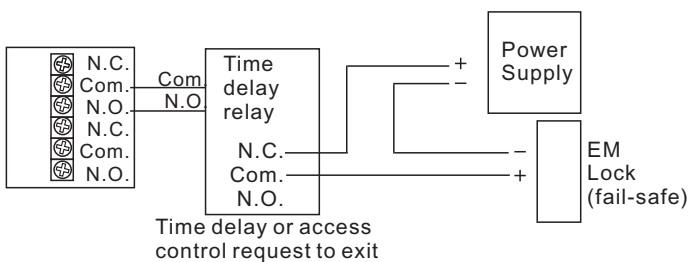 N.C.
Com.
N.O.
N.C.
Com.
N.O.
Com.
N.O.
Time
delay
relay
N.C.
Com.
N.O.
Time delay or access
control request to exit
+
–
Power
Supply
–
+
EM
Lock
(fail-safe)